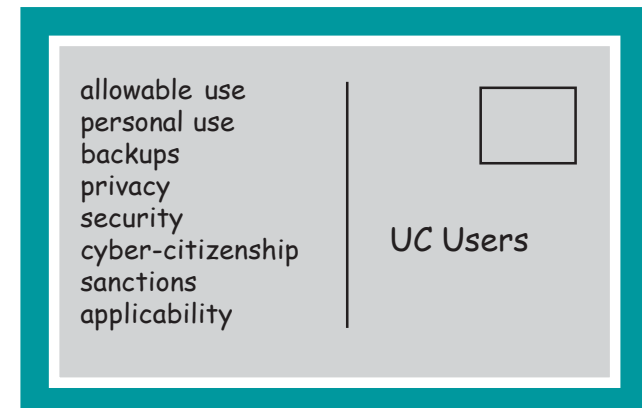 allowable use
personal use
backups
privacy
security
cyber-citizenship
sanctions
applicability
UC Users